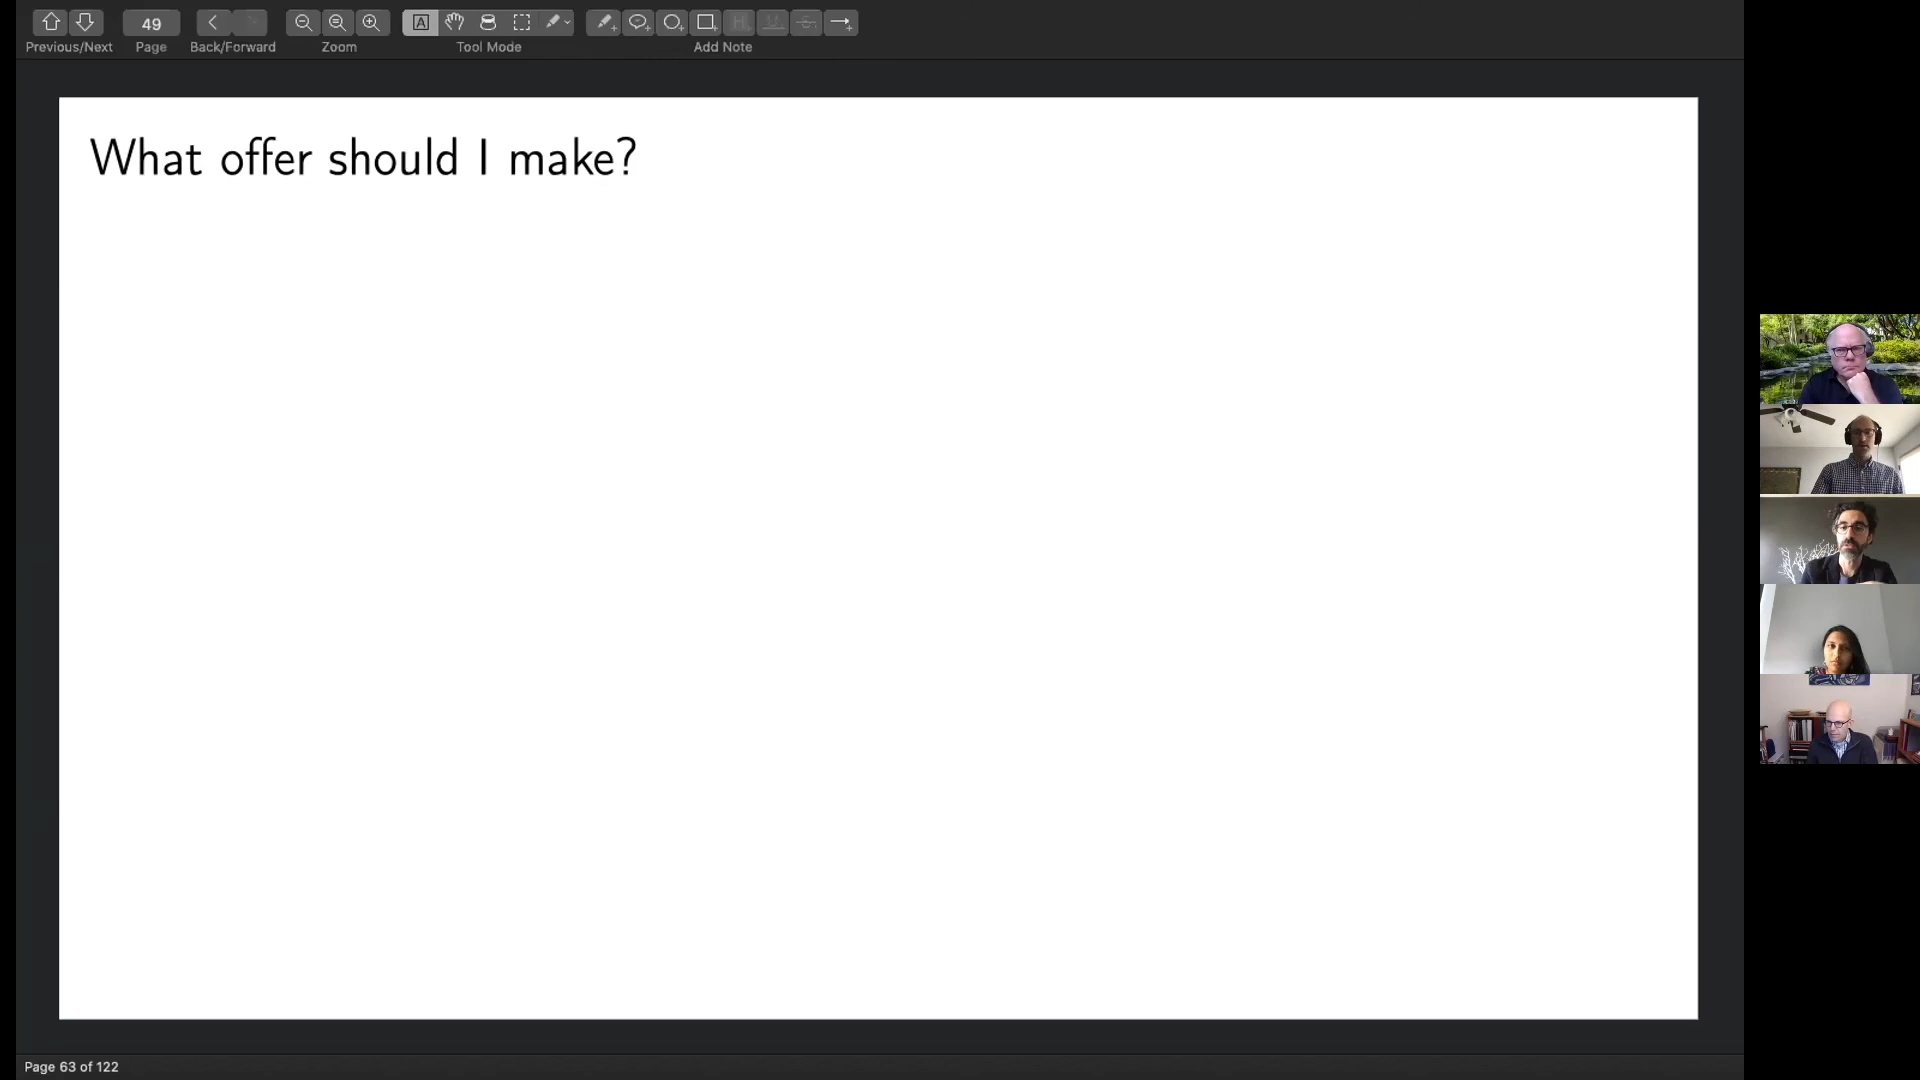 49
Previous/Next
Page
Back/Forward
Zoom
Tool Mode
Add Note
What offer should I make?
Page 63 of 122